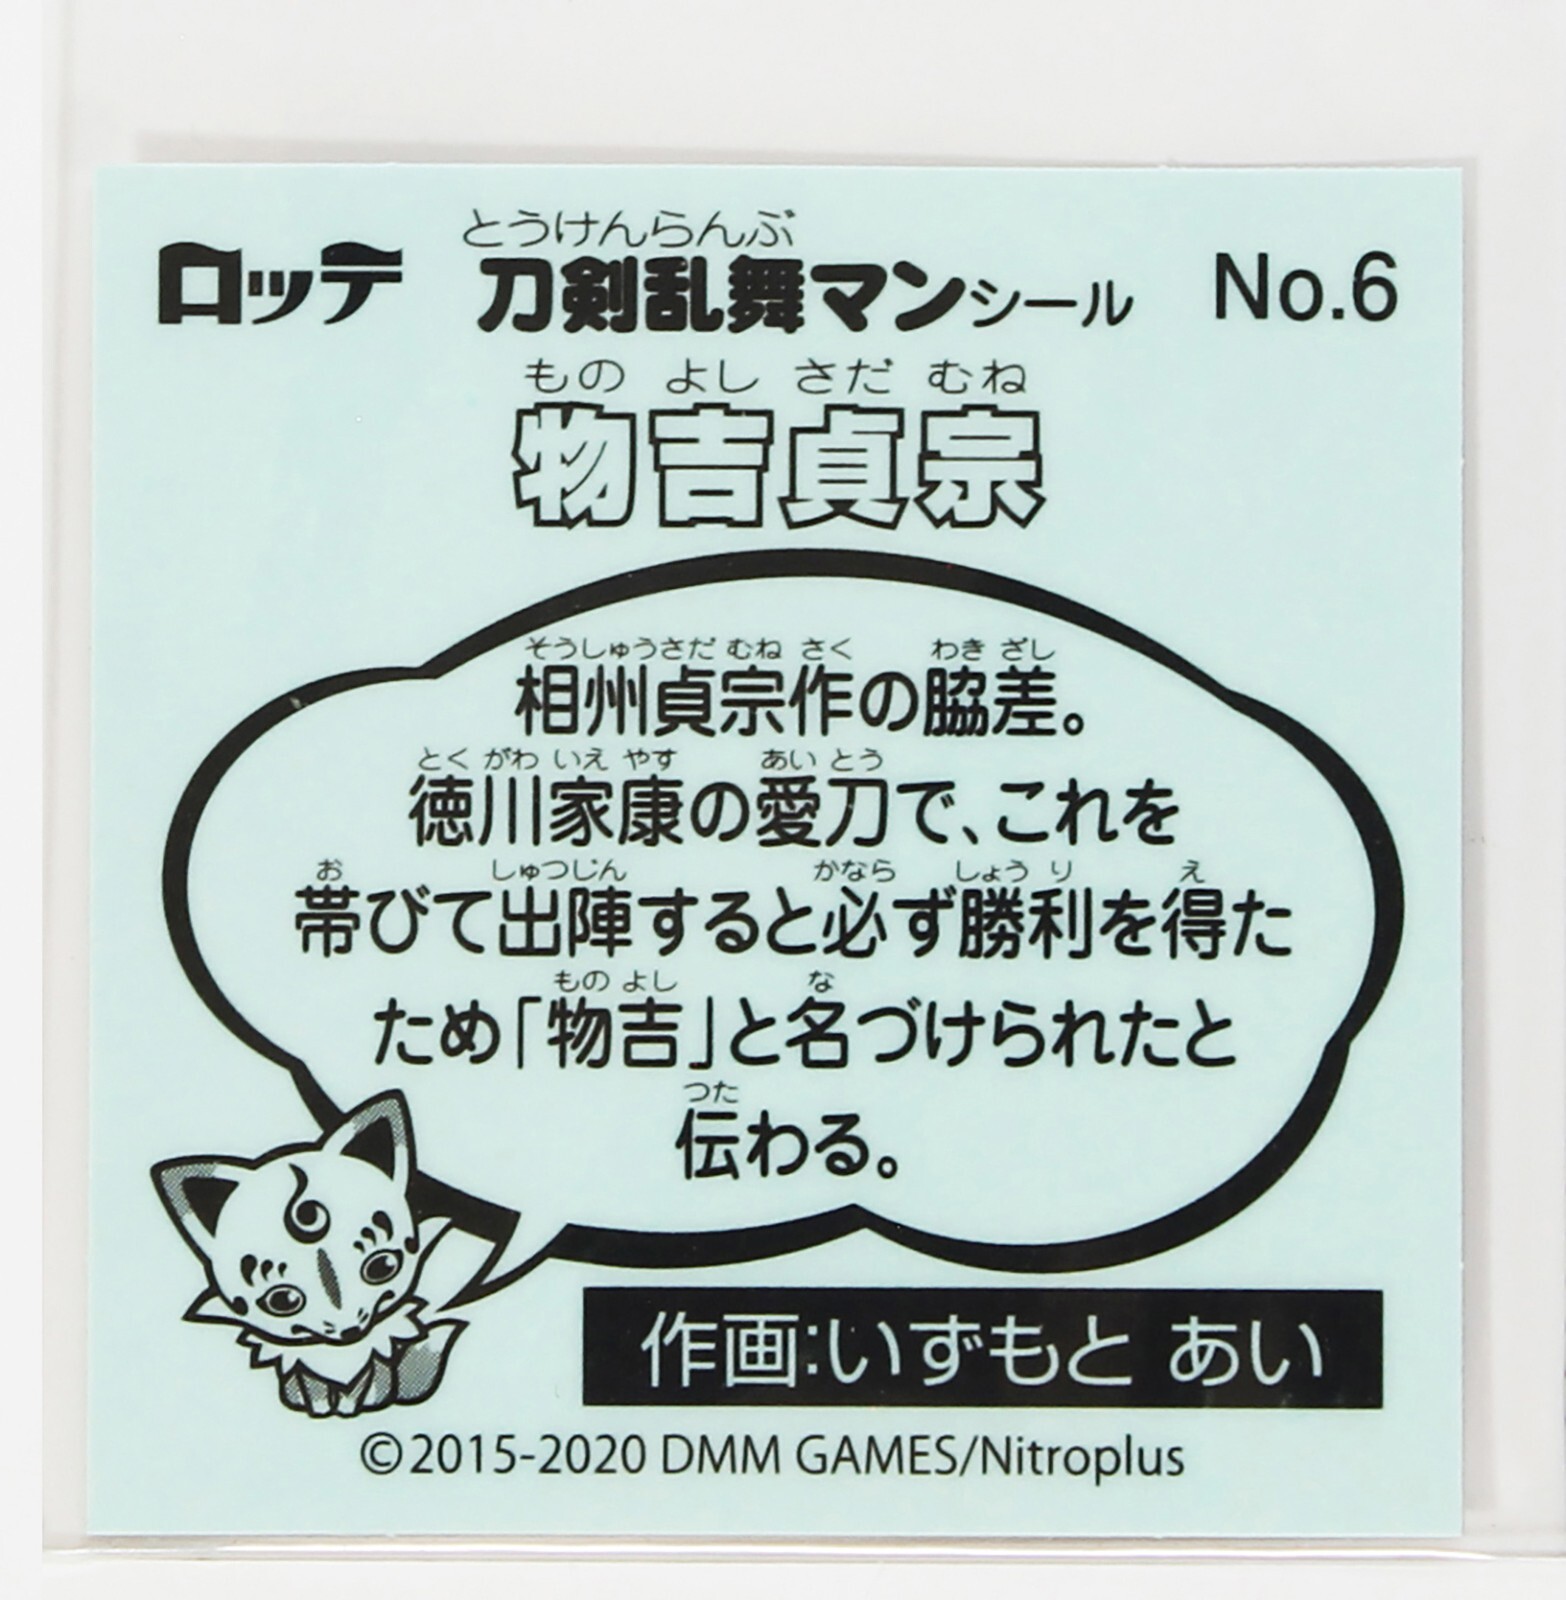 ロッテ 刀剣乱舞マンシール No.6
とうけんらんぶ
もの よし さだ むね
物吉貞宗
そうしゅうさだ むね さく わき ざし
相州貞宗作の脇差。
とく がわ いえ やす あい とう
徳川家康の愛刀で、これを
お しゅつじん かなら しょう り え
帯びて出陣すると必ず勝利を得た
もの よし な
ため「物吉」と名づけられたと
つた
伝わる。
作画:いずもと あい
©2015-2020 DMM GAMES/Nitroplus